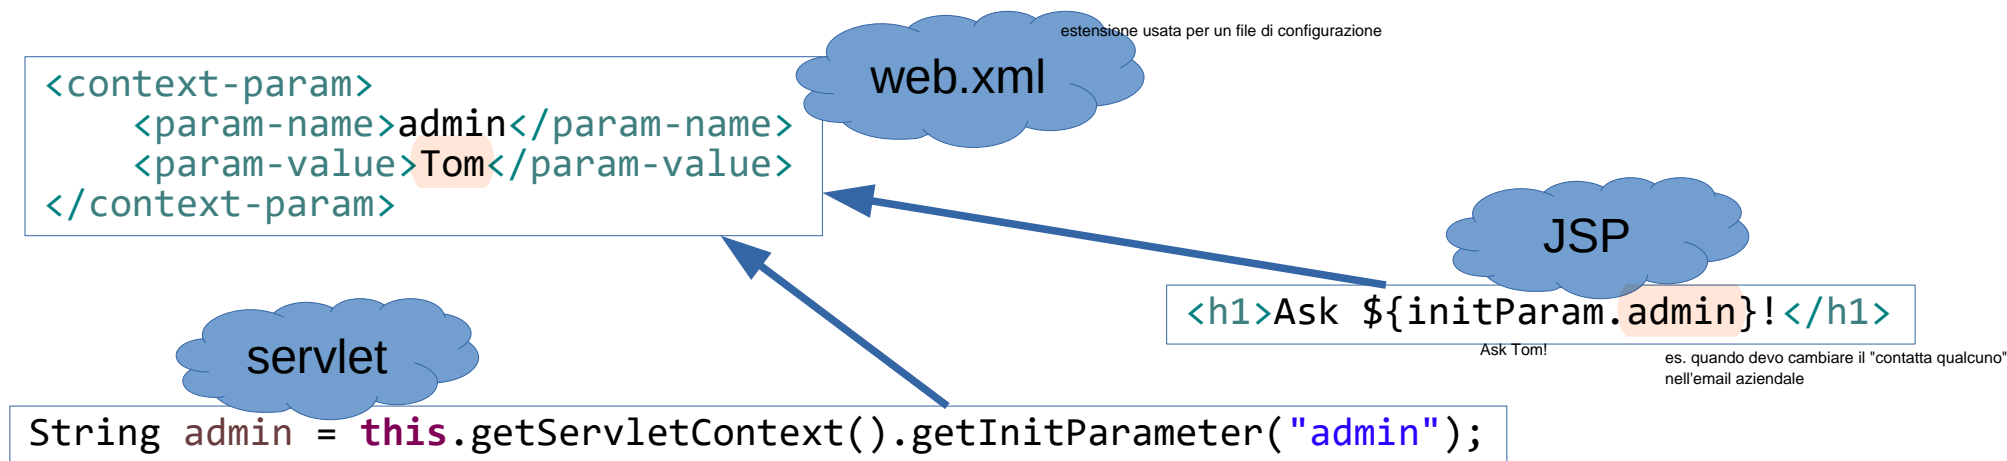 estensione usata per un file di configurazione
web.xml
<context-param>
    <param-name>admin</param-name>
    <param-value>Tom</param-value>
</context-param>
JSP
<h1>Ask ${initParam.admin}!</h1>
Ask Tom!
es. quando devo cambiare il "contatta qualcuno"
nell'email aziendale
servlet
String admin = this.getServletContext().getInitParameter("admin");